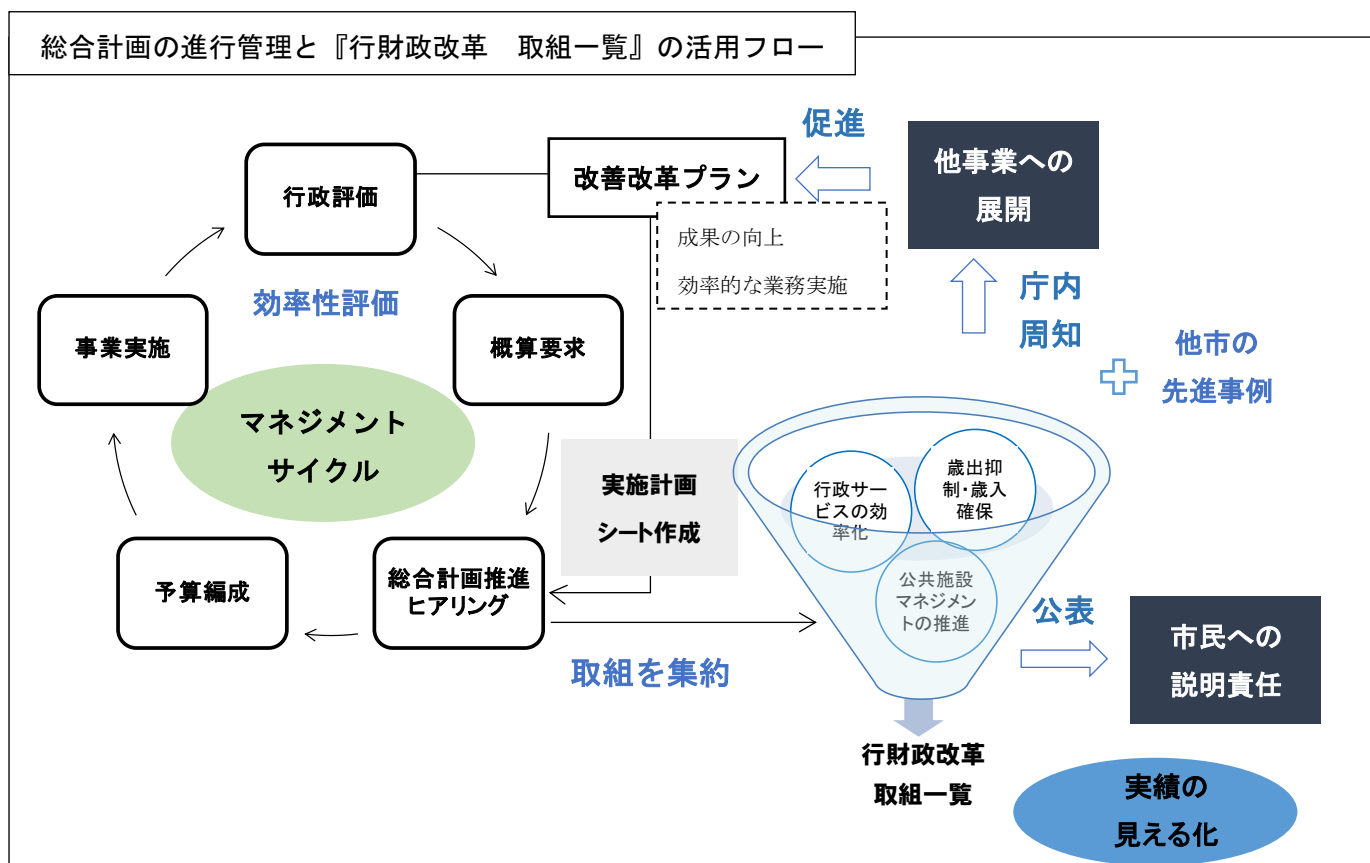 総合計画の進行管理と『行財政改革　取組一覧』の活用フロー
行政評価
改善改革プラン
成果の向上
効率的な業務実施
促進
他事業への
展開
庁内
周知
他市の
先進事例
効率性評価
事業実施
概算要求
マネジメント
サイクル
実施計画
シート作成
予算編成
総合計画推進
ヒアリング
取組を集約
行政サー
ビスの効
率化
歳出抑
制・歳入
確保
公共施設
マネジメン
トの推進
公表
市民への
説明責任
行財政改革
取組一覧
実績の
見える化